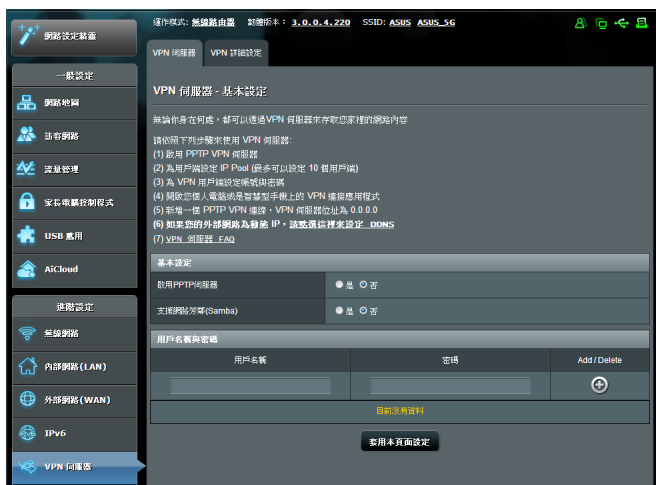 網路設定精靈
運作模式: 無線路由器 韌體版本: 3.0.0.4.220 SSID: ASUS ASUS_5G
VPN 伺服器 VPN 詳細設定
一般設定
網路地圖
訪客網路
流量管理
家長電腦控制程式
USB 應用
AiCloud
進階設定
無線網路
內部網路(LAN)
外部網路(WAN)
IPv6
VPN 伺服器
VPN 伺服器 - 基本設定
無論你身在何處，都可以透過VPN 伺服器來存取您家裡的網路內容
請依照下列步驟來使用 VPN 伺服器:
(1) 啟用 PPTP VPN 伺服器
(2) 為用戶端設定 IP Pool (最多可以設定 10 個用戶端)
(3) 為 VPN 用戶端設定帳號與密碼
(4) 開啟您個人電腦或是智慧型手機上的 VPN 連接應用程式
(5) 新增一個 PPTP VPN 連線，VPN 伺服器位址為 0.0.0.0
(6) 如果您的外部網路為動態 IP，請點選這裡來設定 DDNS
(7) VPN 伺服器 FAQ
基本設定
啟用PPTP伺服器 是 否
支援網路芳鄰(Samba) 是 否
用戶名稱與密碼
用戶名稱 密碼 Add / Delete
目前沒有資料
套用本頁面設定